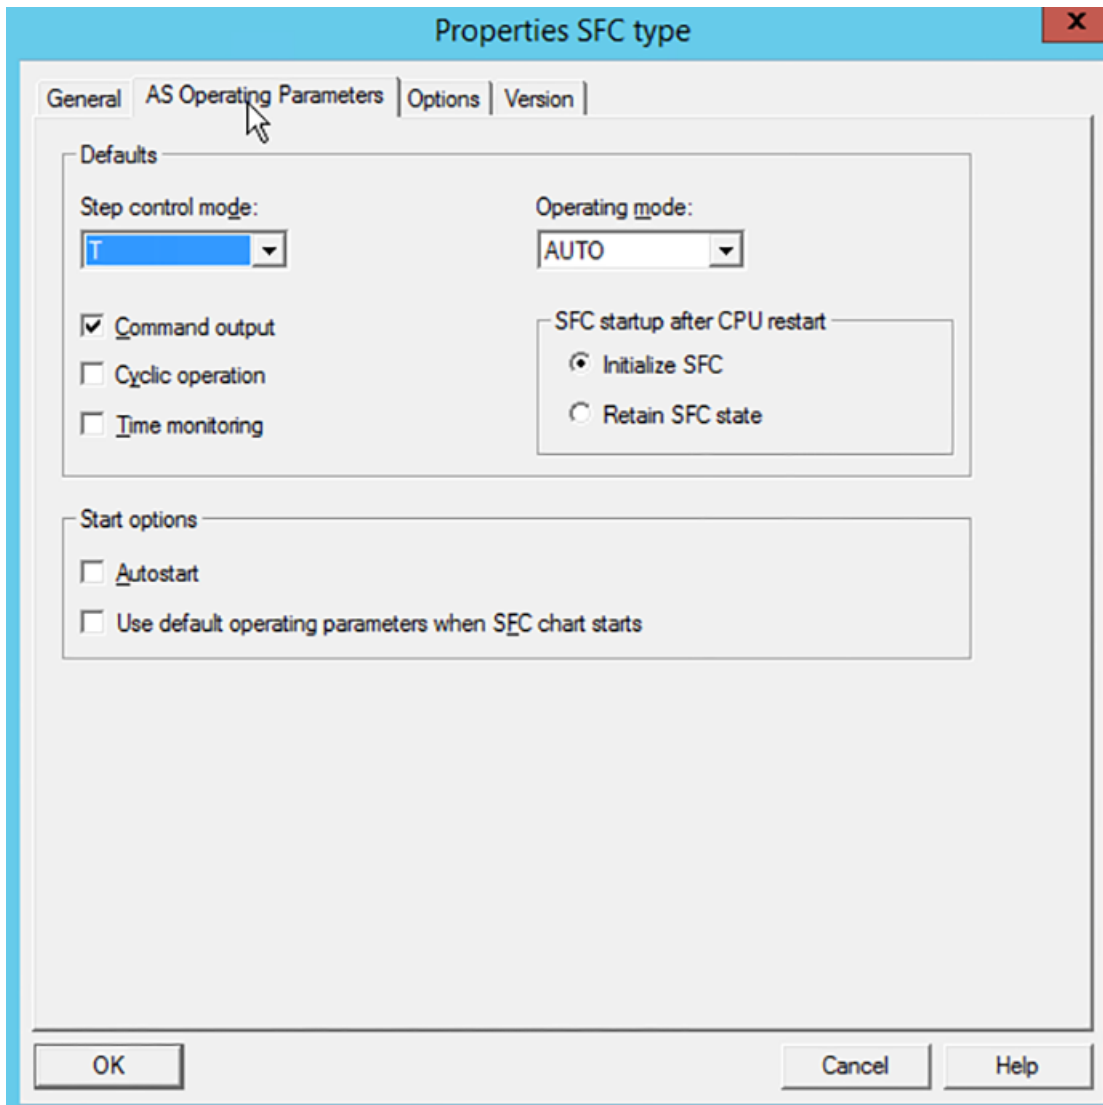 Properties SFC type
X
General AS Operating Parameters Options Version
Defaults
Step control mode: Operating mode:
T AUTO
Command output
SFC startup after CPU restart
Initialize SFC
Cyclic operation
Retain SFC state
Time monitoring
Start options
Autostart
Use default operating parameters when SFC chart starts
OK Cancel Help